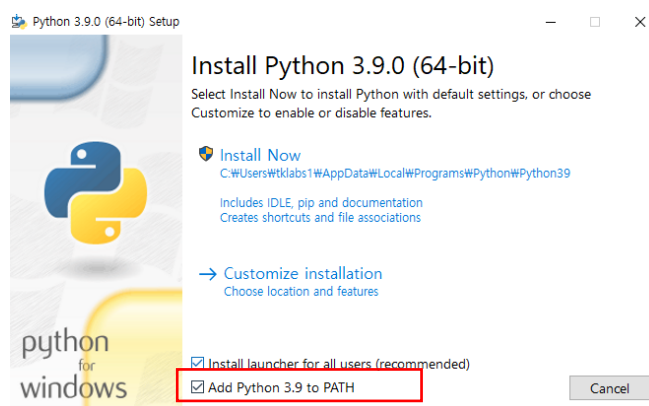 Python 3.9.0 (64-bit) Setup
Install Python 3.9.0 (64-bit)
Select Install Now to install Python with default settings, or choose
Customize to enable or disable features.
Install Now
C:₩Users₩tklabs1₩AppData₩Local₩Programs₩Python₩Python39
Includes IDLE, pip and documentation
Creates shortcuts and file associations
→ Customize installation
Choose location and features
python
for
windows
Install launcher for all users (recommended)
Add Python 3.9 to PATH
Cancel